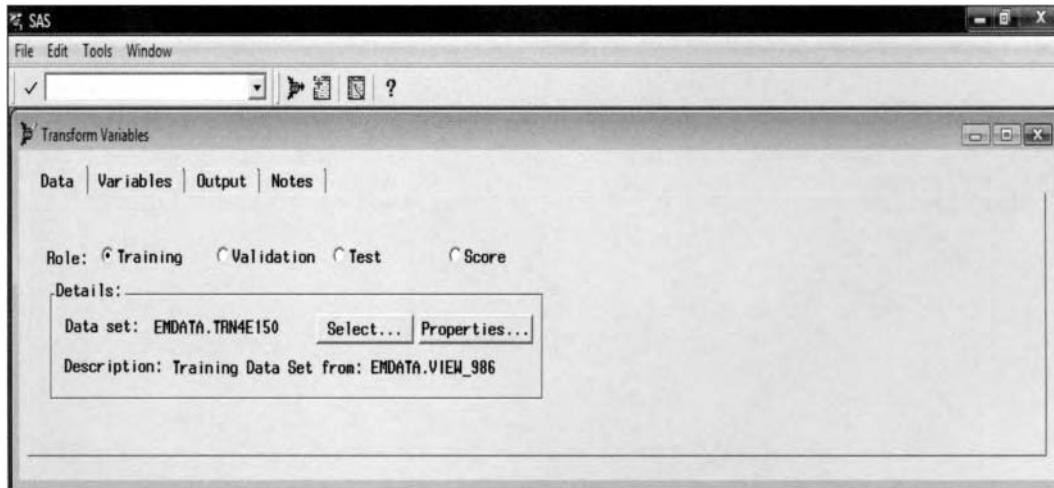 SAS
File Edit Tools Window
?
Transform Variables
Data Variables Output Notes
Role: Training Validation Test Score
Details:
Data set: EMDATA.TRN4E150 Select... Properties...
Description: Training Data Set from: EMDATA.VIEW_986